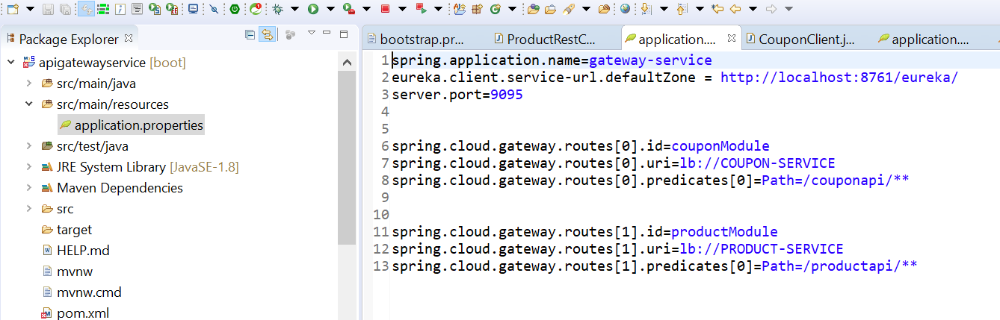 Package Explorer
apigatewayservice [boot]
src/main/java
src/main/resources
application.properties
src/test/java
JRE System Library [JavaSE-1.8]
Maven Dependencies
src
target
HELP.md
mvnw
mvnw.cmd
pom.xml
bootstrap.pr...
ProductRestC...
application....
CouponClient.j...
application....
1 spring.application.name=gateway-service
2 eureka.client.service-url.defaultZone = http://localhost:8761/eureka/
3 server.port=9095
4
5
6 spring.cloud.gateway.routes[0].id=couponModule
7 spring.cloud.gateway.routes[0].uri=lb://COUPON-SERVICE
8 spring.cloud.gateway.routes[0].predicates[0]=Path=/couponapi/**
9
10
11 spring.cloud.gateway.routes[1].id=productModule
12 spring.cloud.gateway.routes[1].uri=lb://PRODUCT-SERVICE
13 spring.cloud.gateway.routes[1].predicates[0]=Path=/productapi/**